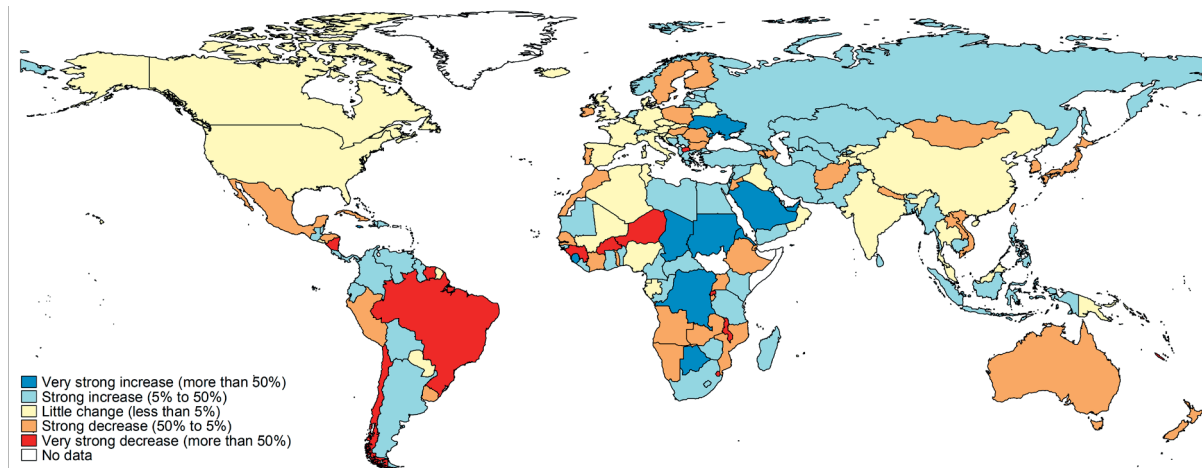 Very strong increase (more than 50%)
Strong increase (5% to 50%)
Little change (less than 5%)
Strong decrease (50% to 5%)
Very strong decrease (more than 50%)
No data